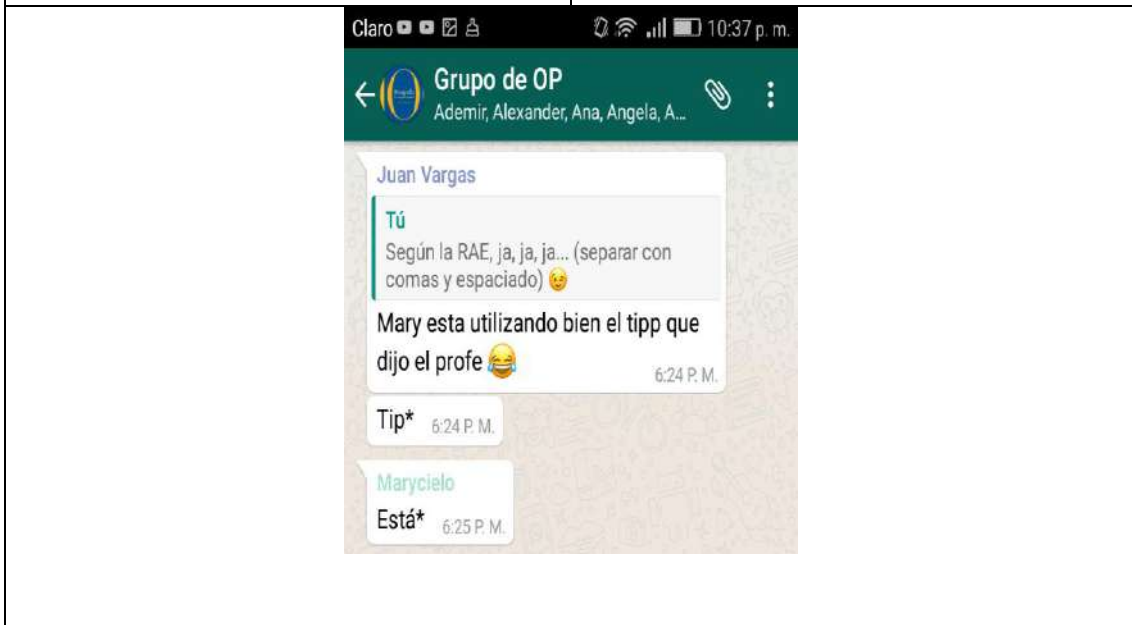 Claro 10:37 p. m.
Grupo de OP
Ademir, Alexander, Ana, Angela, A...
Juan Vargas
Tú
Según la RAE, ja, ja, ja... (separar con
comas y espaciado) 😉
Mary esta utilizando bien el tipp que
dijo el profe 😂
6:24 P. M.
Tip* 6:24 P. M.
Marycielo
Está* 6:25 P. M.